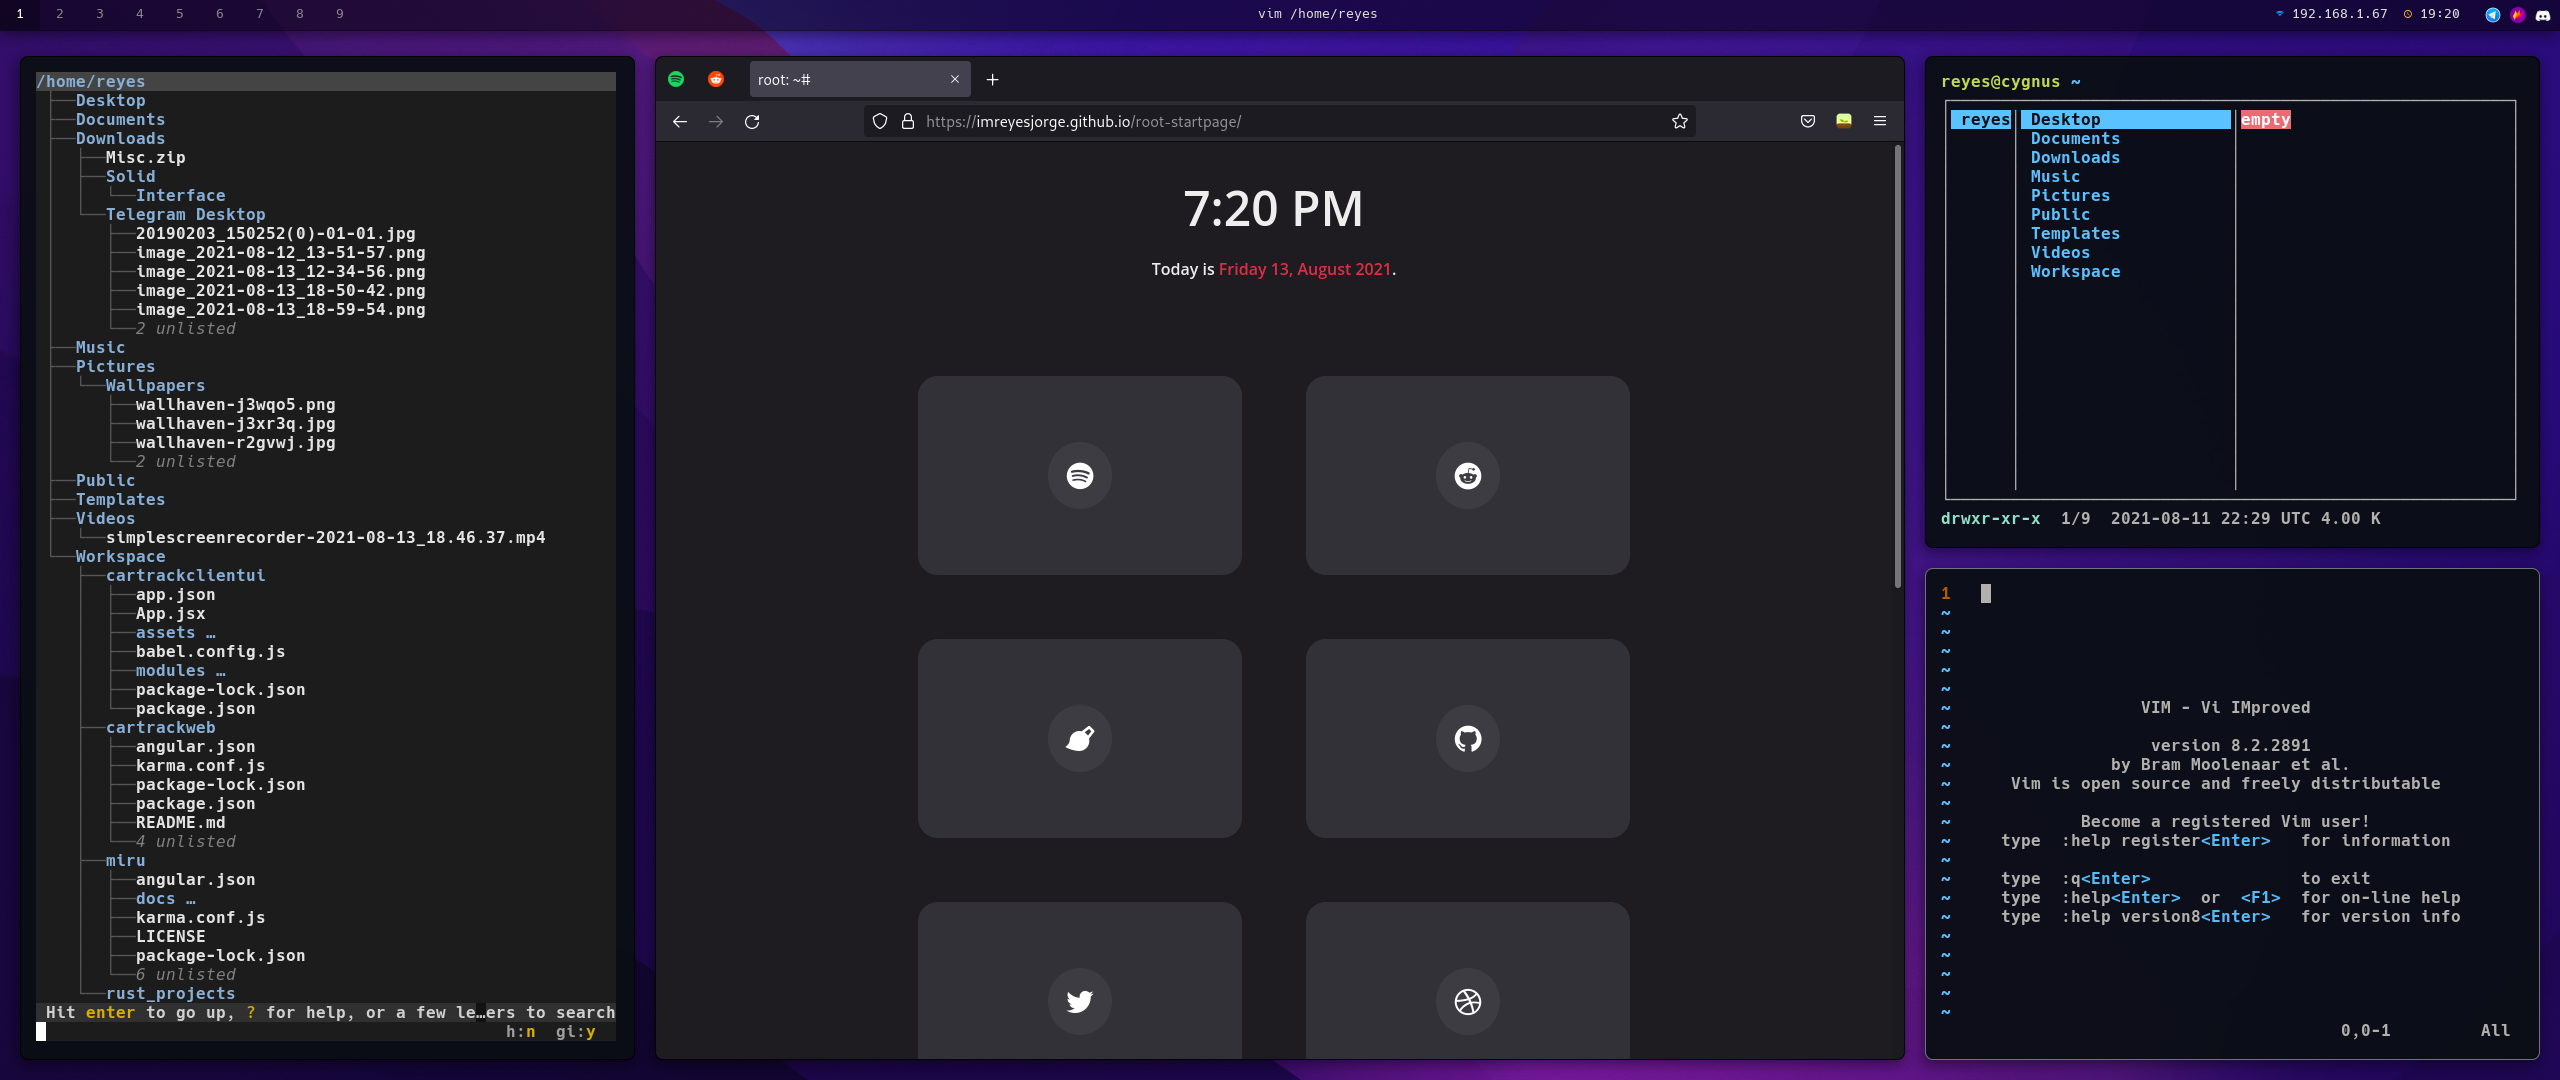 1 2 3 4 5 6 7 8 9
vim /home/reyes
192.168.1.67 19:20
/home/reyes
Desktop
Documents
Downloads
Misc.zip
Solid
Interface
Telegram Desktop
20190203_150252(0)-01-01.jpg
image_2021-08-12_13-51-57.png
image_2021-08-13_12-34-56.png
image_2021-08-13_18-50-42.png
image_2021-08-13_18-59-54.png
2 unlisted
Music
Pictures
Wallpapers
wallhaven-j3wqo5.png
wallhaven-j3xr3q.jpg
wallhaven-r2gvwj.jpg
2 unlisted
Public
Templates
Videos
simplescreenrecorder-2021-08-13_18.46.37.mp4
Workspace
cartrackclientui
app.json
App.jsx
assets …
babel.config.js
modules …
package-lock.json
package.json
cartrackweb
angular.json
karma.conf.js
package-lock.json
package.json
README.md
4 unlisted
miru
angular.json
docs …
karma.conf.js
LICENSE
package-lock.json
6 unlisted
rust_projects
Hit enter to go up, ? for help, or a few le…ers to search
h:n gi:y
root: ~#
https://imreyesjorge.github.io/root-startpage/
7:20 PM
Today is Friday 13, August 2021.
reyes@cygnus ~
reyes Desktop empty
Documents
Downloads
Music
Pictures
Public
Templates
Videos
Workspace
drwxr-xr-x 1/9 2021-08-11 22:29 UTC 4.00 K
1
~
~
~
~
~
~ VIM - Vi IMproved
~
~ version 8.2.2891
~ by Bram Moolenaar et al.
~ Vim is open source and freely distributable
~
~ Become a registered Vim user!
~ type :help register<Enter> for information
~
~ type :q<Enter> to exit
~ type :help<Enter> or <F1> for on-line help
~ type :help version8<Enter> for version info
~
~
~
~
~
0,0-1 All